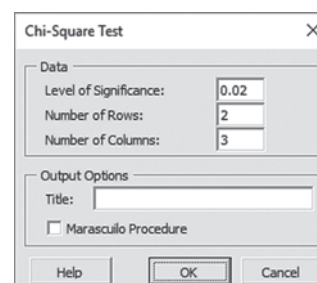 Chi-Square Test
Data
Level of Significance: 0.02
Number of Rows: 2
Number of Columns: 3
Output Options
Title:
Marascuilo Procedure
Help OK Cancel